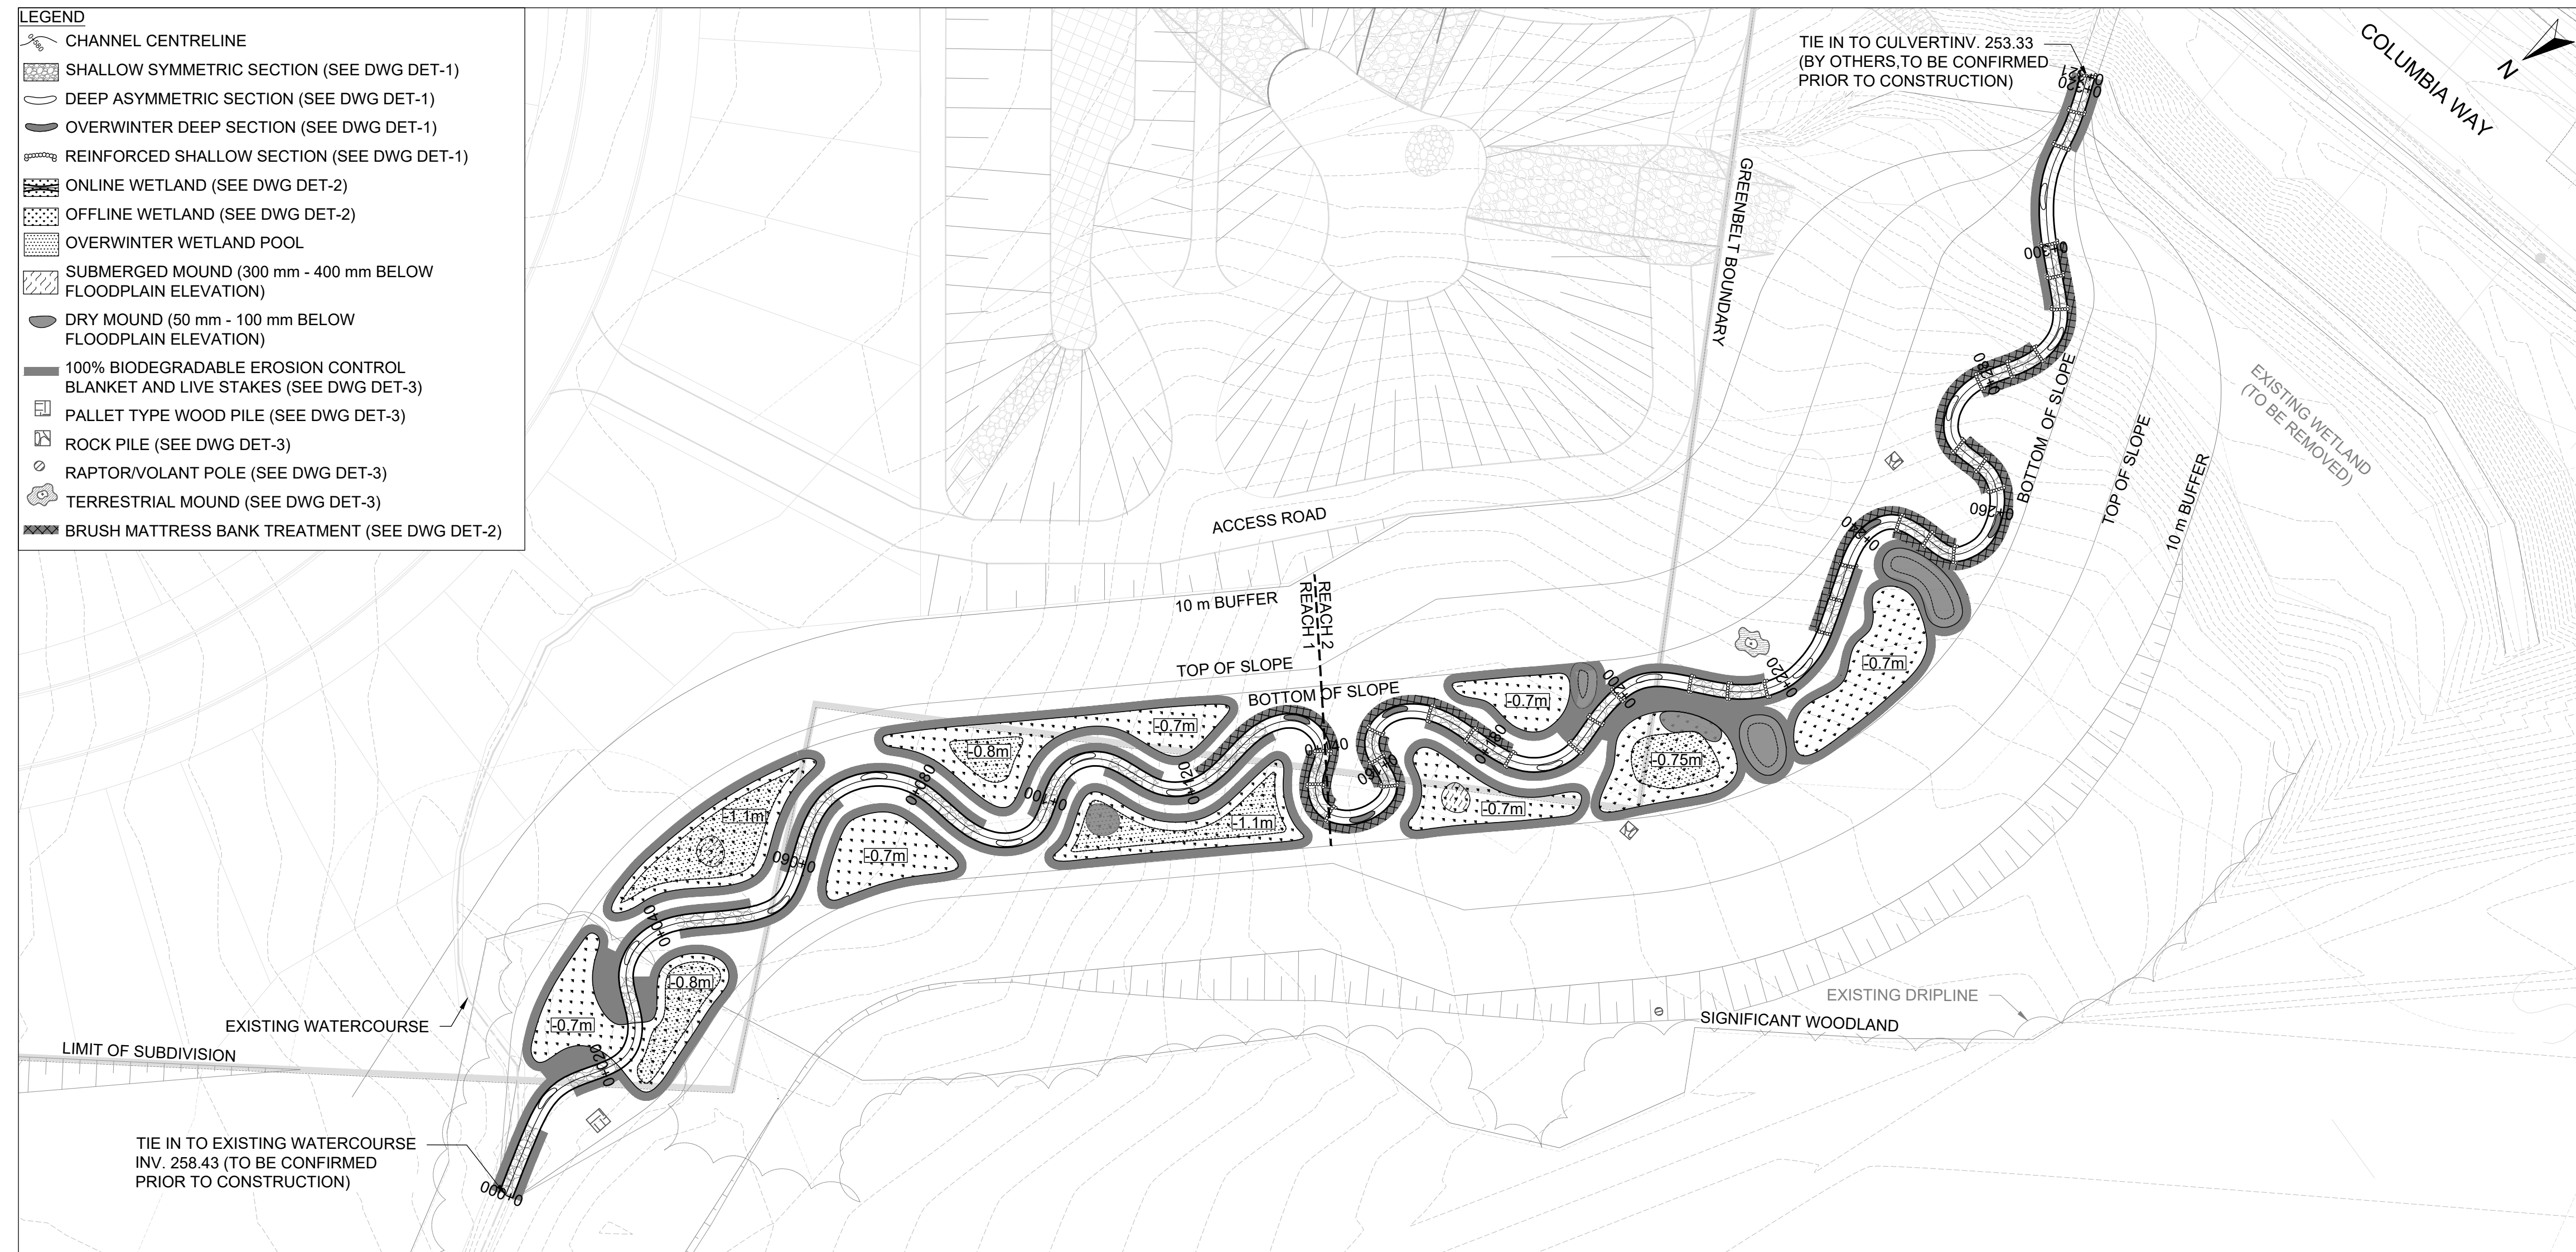 LEGEND
CHANNEL CENTRELINE
SHALLOW SYMMETRIC SECTION (SEE DWG DET-1)
DEEP ASYMMETRIC SECTION (SEE DWG DET-1)
OVERWINTER DEEP SECTION (SEE DWG DET-1)
REINFORCED SHALLOW SECTION (SEE DWG DET-1)
ONLINE WETLAND (SEE DWG DET-2)
OFFLINE WETLAND (SEE DWG DET-2)
OVERWINTER WETLAND POOL
SUBMERGED MOUND (300 mm - 400 mm BELOW
FLOODPLAIN ELEVATION)
DRY MOUND (50 mm - 100 mm BELOW
FLOODPLAIN ELEVATION)
100% BIODEGRADABLE EROSION CONTROL
BLANKET AND LIVE STAKES (SEE DWG DET-3)
PALLET TYPE WOOD PILE (SEE DWG DET-3)
ROCK PILE (SEE DWG DET-3)
RAPTOR/VOLANT POLE (SEE DWG DET-3)
TERRESTRIAL MOUND (SEE DWG DET-3)
BRUSH MATTRESS BANK TREATMENT (SEE DWG DET-2)
TIE IN TO CULVERTINV. 253.33
(BY OTHERS,TO BE CONFIRMED
PRIOR TO CONSTRUCTION)
0+321
0+320
COLUMBIA WAY
N
GREENBELT BOUNDARY
0+300
0+280
BOTTOM OF SLOPE
TOP OF SLOPE
10 m BUFFER
EXISTING WETLAND
(TO BE REMOVED)
0+260
0+240
ACCESS ROAD
10 m BUFFER
REACH 1
REACH 2
TOP OF SLOPE
BOTTOM OF SLOPE
0+220
0+200
-0.7m
-0.7m
-0.7m
-0.8m
0+140
0+180
0+160
-0.75m
0+120
0+100
0+080
-1.1m
-1.1m
-0.7m
-0.7m
0+060
0+040
-0.8m
-0.7m
0+020
EXISTING WATERCOURSE
LIMIT OF SUBDIVISION
EXISTING DRIPLINE
SIGNIFICANT WOODLAND
TIE IN TO EXISTING WATERCOURSE
INV. 258.43 (TO BE CONFIRMED
PRIOR TO CONSTRUCTION)
0+000